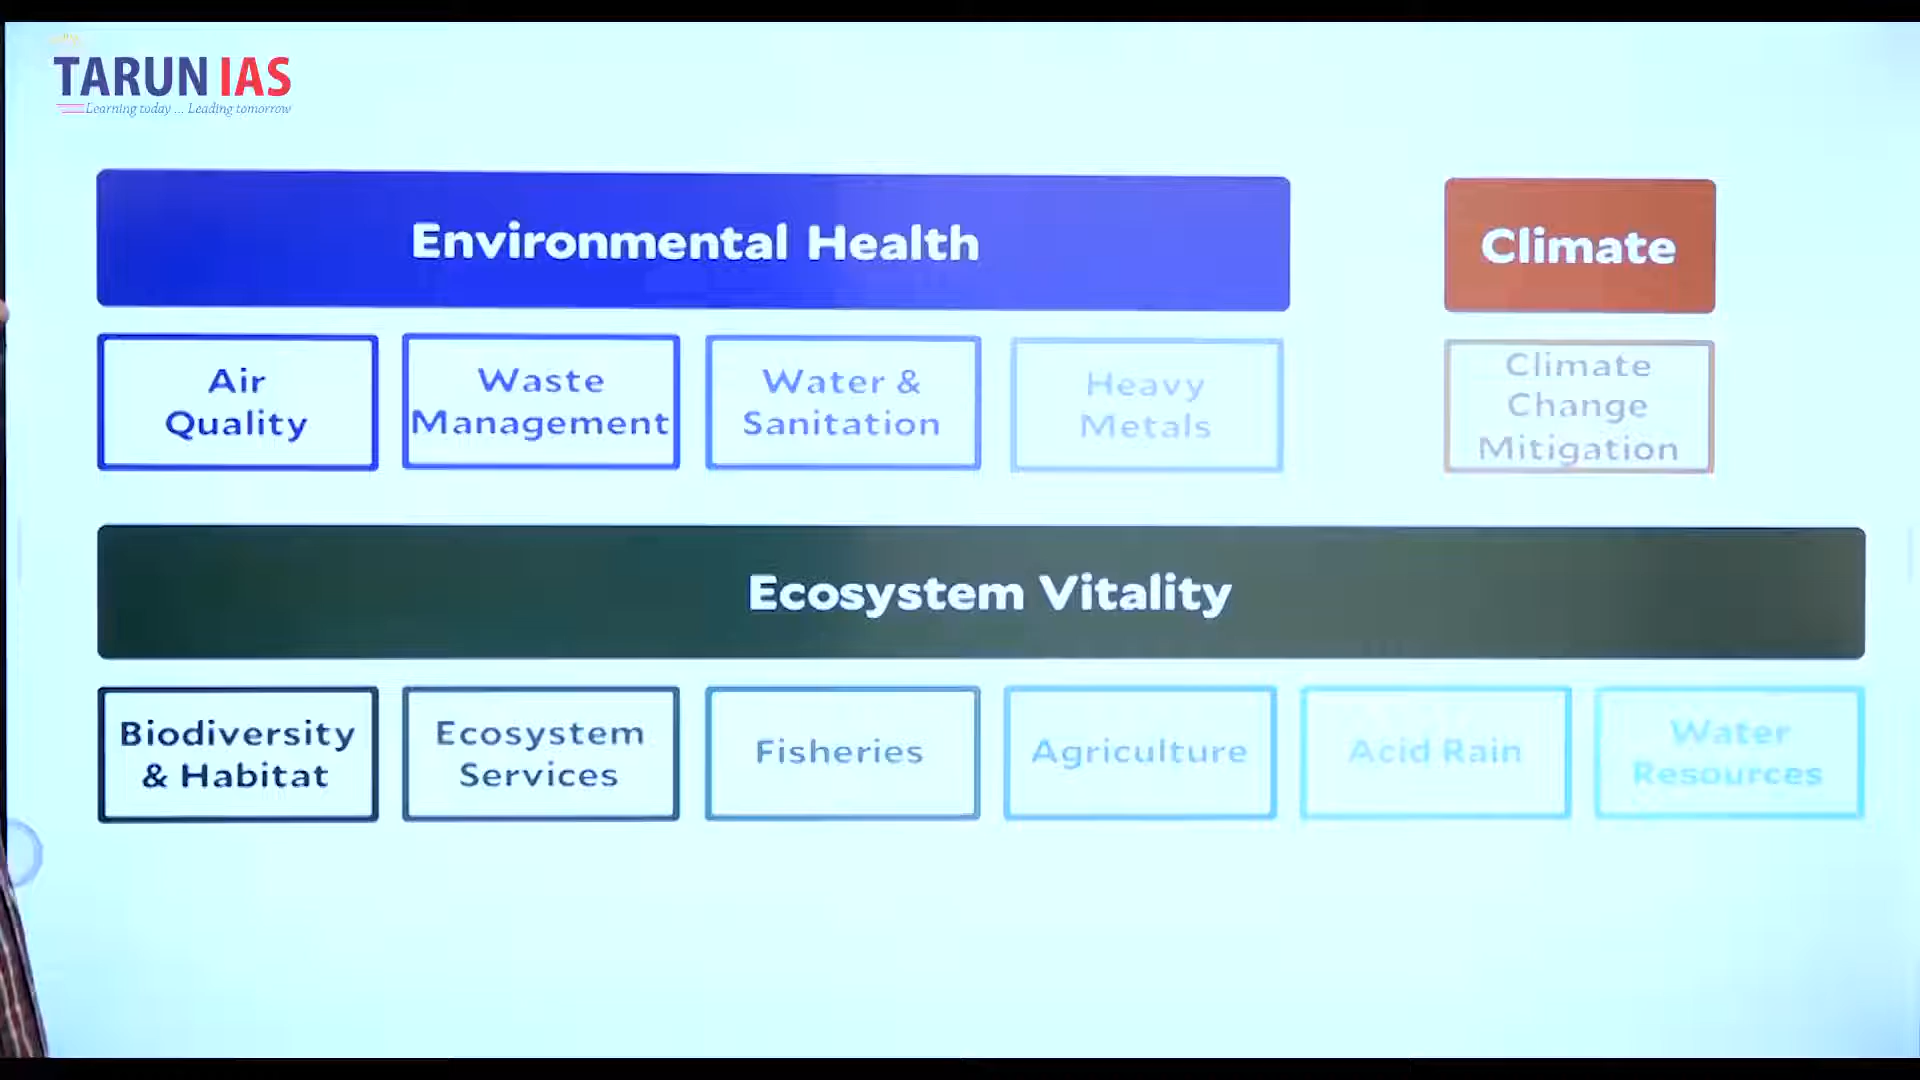 TARUN IAS
Learning today ... Leading tomorrow
Environmental Health
Climate
Air
Quality
Waste
Management
Water &
Sanitation
Heavy
Metals
Climate
Change
Mitigation
Ecosystem Vitality
Biodiversity
& Habitat
Ecosystem
Services
Fisheries
Agriculture
Acid Rain
Water
Resources